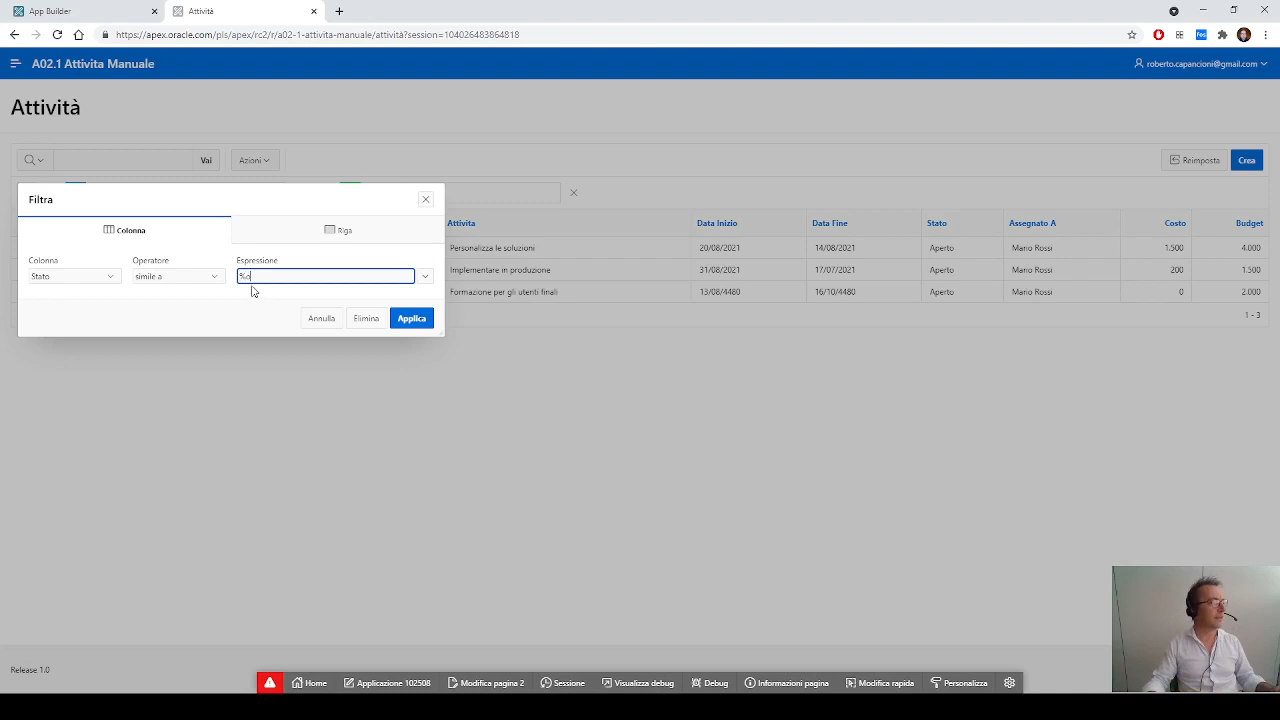 App Builder
Attività
https://apex.oracle.com/pls/apex/rc2/r/a02-1-attivita-manuale/attività?session=104026483864818
A02.1 Attivita Manuale
roberto.capancioni@gmail.com
Attività
Vai
Azioni
Reimposta
Crea
Filtra
Colonna
Riga
Colonna
Operatore
Espressione
Stato
simile a
%o
Annulla
Elimina
Applica
Attivita Data Inizio Data Fine Stato Assegnato A Costo Budget
Personalizza le soluzioni 20/08/2021 14/08/2021 Aperto Mario Rossi 1.500 4.000
Implementare in produzione 31/08/2021 17/07/2021 Aperto Mario Rossi 200 1.500
Formazione per gli utenti finali 13/08/4480 16/10/4480 Aperto Mario Rossi 0 2.000
1 - 3
Release 1.0
Home
Applicazione 102508
Modifica pagina 2
Sessione
Visualizza debug
Debug
Informazioni pagina
Modifica rapida
Personalizza